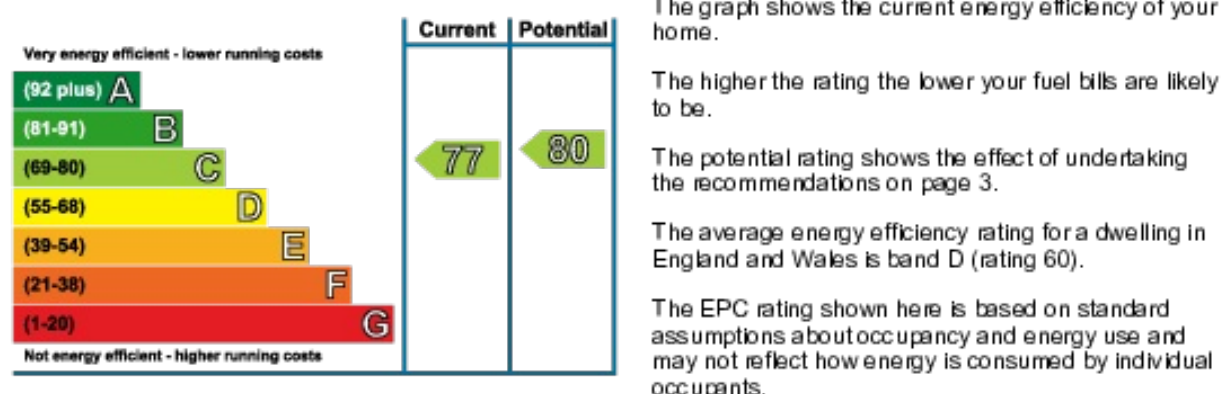 Current Potential
Very energy efficient - lower running costs
(92 plus) A
(81-91) B
(69-80) C
(55-68) D
(39-54) E
(21-38) F
(1-20) G
Not energy efficient - higher running costs
77
80
The graph shows the current energy efficiency of your
home.
The higher the rating the lower your fuel bills are likely
to be.
The potential rating shows the effect of undertaking
the recommendations on page 3.
The average energy efficiency rating for a dwelling in
England and Wales is band D (rating 60).
The EPC rating shown here is based on standard
assumptions about occupancy and energy use and
may not reflect how energy is consumed by individual
occupants.